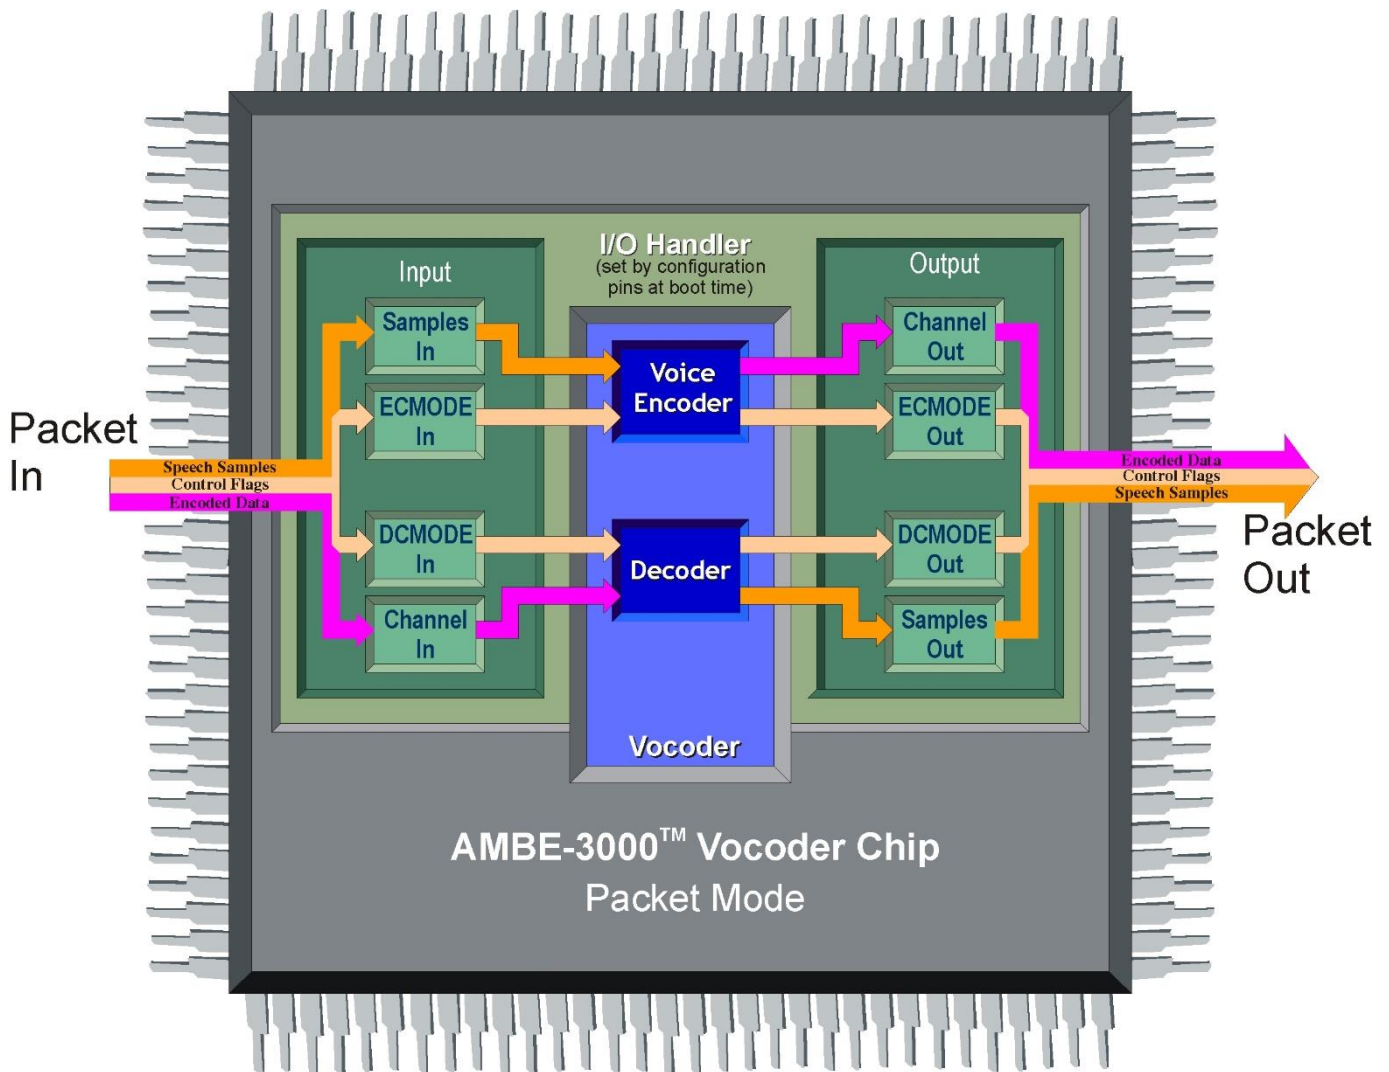 I/O Handler
(set by configuration
pins at boot time)
Input
Samples
In
ECMODE
In
DCMODE
In
Channel
In
Voice
Encoder
Decoder
Vocoder
Output
Channel
Out
ECMODE
Out
DCMODE
Out
Samples
Out
Packet
In
Speech Samples
Control Flags
Encoded Data
Encoded Data
Control Flags
Speech Samples
Packet
Out
AMBE-3000™ Vocoder Chip
Packet Mode